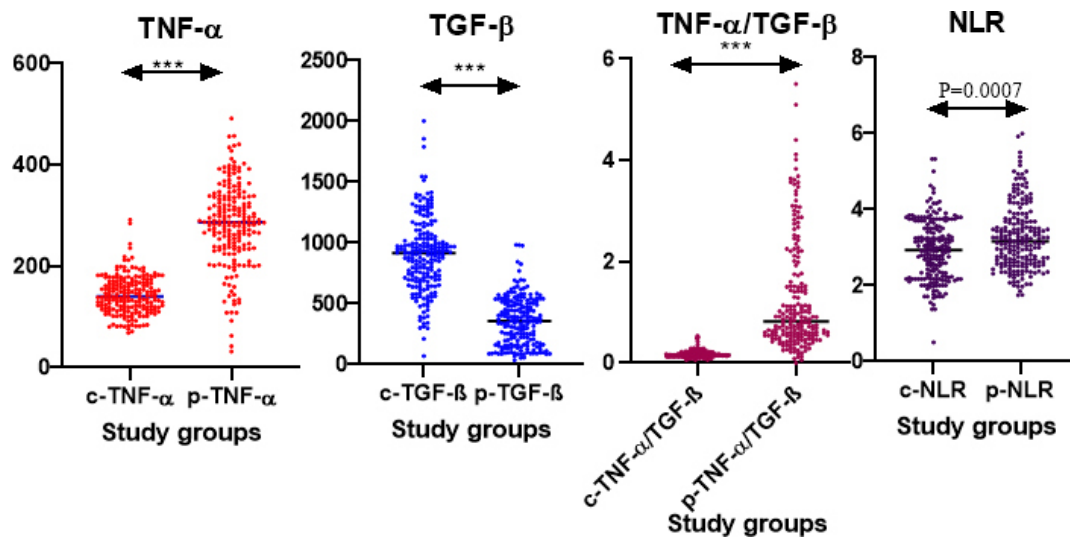 TNF-α
600
400
200
0
***
c-TNF-α p-TNF-α
Study groups
TGF-β
2500
2000
1500
1000
500
0
***
c-TGF-ß p-TGF-ß
Study groups
TNF-α/TGF-β
6
4
2
0
***
c-TNF-α/TGF-ß
p-TNF-α/TGF-ß
Study groups
NLR
8
6
4
2
0
P=0.0007
c-NLR p-NLR
Study groups